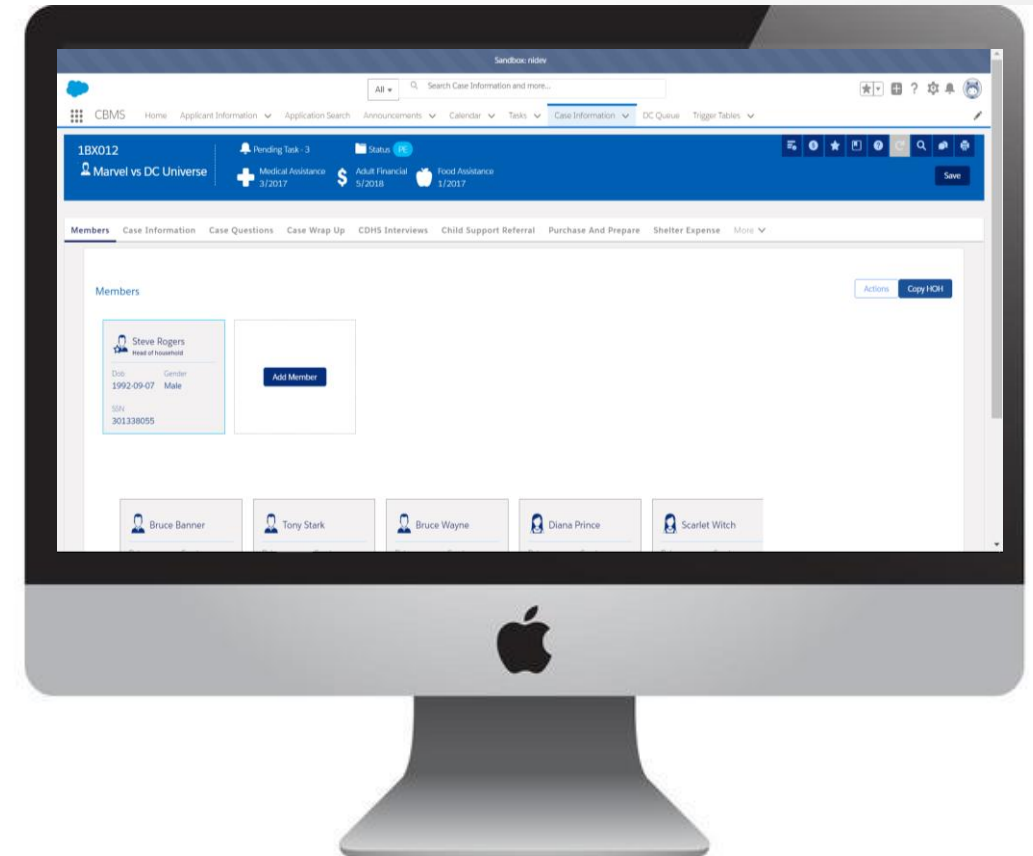 Sandbox: nidev
All
Search Case Information and more...
CBMS Home Applicant Information Application Search Announcements Calendar Tasks Case Information DC Queue Trigger Tables
1BX012 Pending Task - 3 Status PE
Marvel vs DC Universe Medical Assistance Adult Financial Food Assistance
3/2017 5/2018 1/2017
Save
Members Case Information Case Questions Case Wrap Up CDHS Interviews Child Support Referral Purchase And Prepare Shelter Expense More
Members Actions Copy HOH
Steve Rogers
Head of household
Dob Gender
1992-09-07 Male
SSN
301338055
Add Member
Bruce Banner Tony Stark Bruce Wayne Diana Prince Scarlet Witch